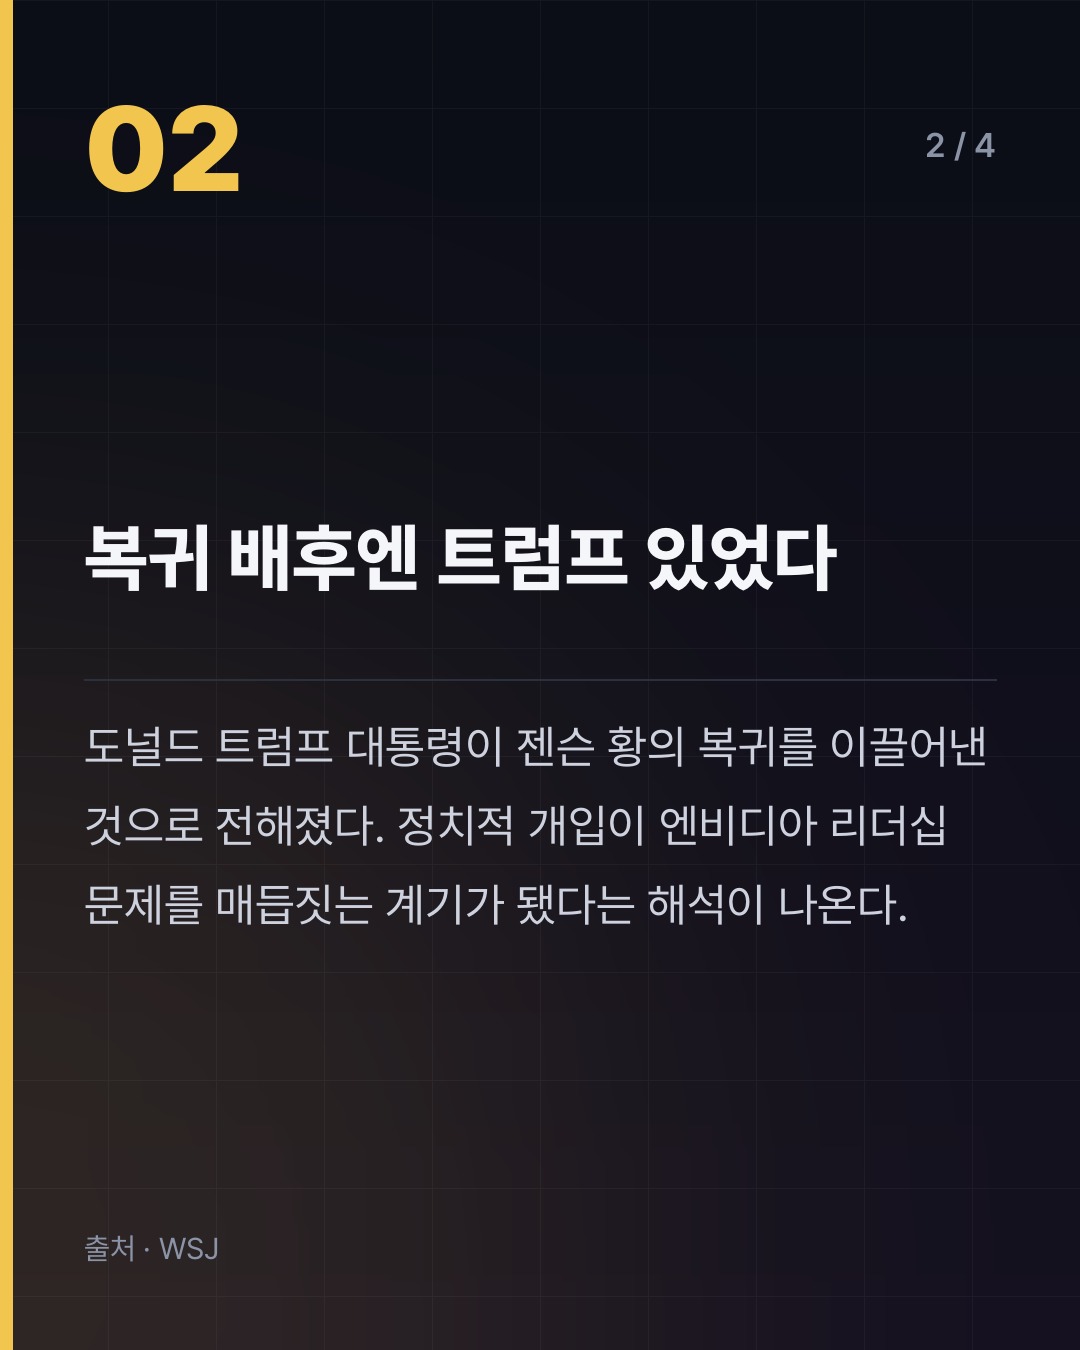 02
2 / 4
복귀 배후엔 트럼프 있었다
도널드 트럼프 대통령이 젠슨 황의 복귀를 이끌어낸
것으로 전해졌다. 정치적 개입이 엔비디아 리더십
문제를 매듭짓는 계기가 됐다는 해석이 나온다.
출처 · WSJ